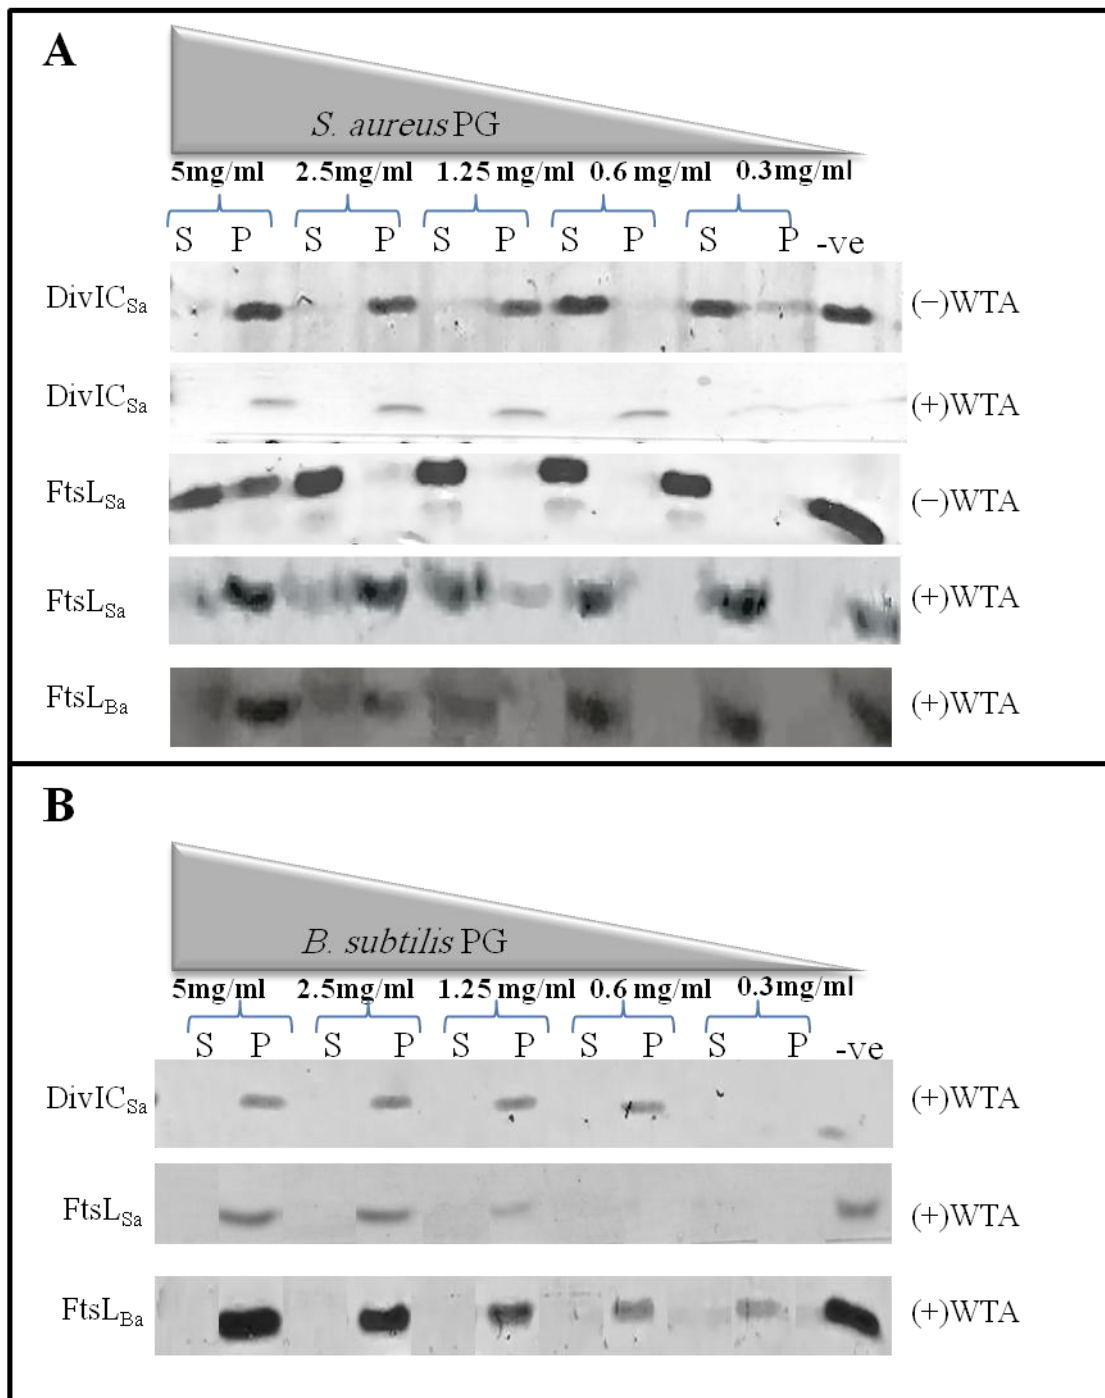 A
S. aureus PG
5mg/ml 2.5mg/ml 1.25 mg/ml 0.6 mg/ml 0.3mg/ml
S P S P S P S P S P -ve
DivICSa (−)WTA
DivICSa (+)WTA
FtsLSa (−)WTA
FtsLSa (+)WTA
FtsLBa (+)WTA
B
B. subtilis PG
5mg/ml 2.5mg/ml 1.25 mg/ml 0.6 mg/ml 0.3mg/ml
S P S P S P S P S P -ve
DivICSa (+)WTA
FtsLSa (+)WTA
FtsLBa (+)WTA